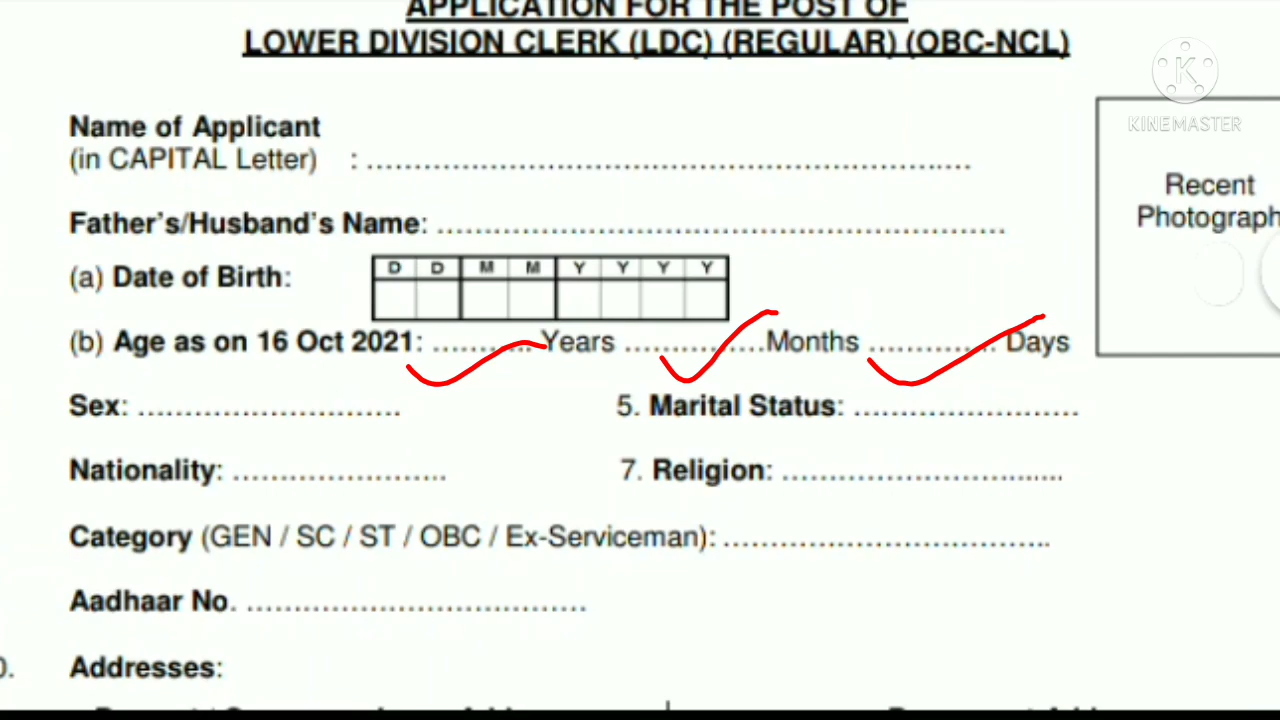 APPLICATION FOR THE POST OF
LOWER DIVISION CLERK (LDC) (REGULAR) (OBC-NCL)
K
KINEMASTER
Name of Applicant
(in CAPITAL Letter) : ……………………………………………………………
Recent
Photograph
Father's/Husband's Name: ……………………………………………………
(a) Date of Birth:
D D M M Y Y Y Y
(b) Age as on 16 Oct 2021: ………… Years ……………Months ………….. Days
Sex: ……………………….
5. Marital Status: ……………………
Nationality: …………………..
7. Religion: …………………….......
Category (GEN / SC / ST / OBC / Ex-Serviceman): ……………………………..
Aadhaar No. ………………………………
0. Addresses: